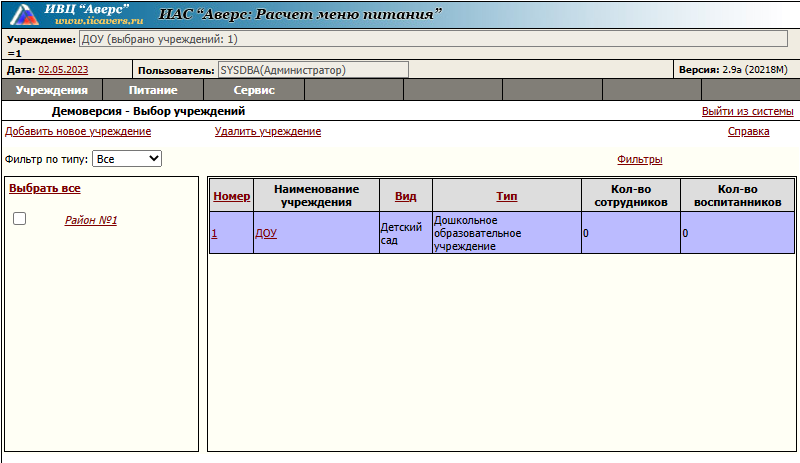 ИВЦ “Аверс”
www.iicavers.ru
ИАС “Аверс: Расчет меню питания”
Учреждение: ДОУ (выбрано учреждений: 1)
=1
Дата: 02.05.2023 Пользователь: SYSDBA(Администратор) Версия: 2.9a (20218M)
Учреждения Питание Сервис
Демоверсия - Выбор учреждений Выйти из системы
Добавить новое учреждение Удалить учреждение Справка
Фильтр по типу: Все Фильтры
Выбрать все
Район №1
Номер Наименование учреждения Вид Тип Кол-во сотрудников Кол-во воспитанников
1 ДОУ Детский сад Дошкольное образовательное учреждение 0 0